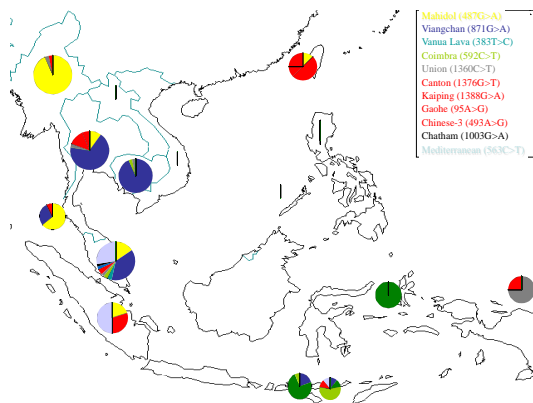 Mahidol (487G>A)
Viangchan (871G>A)
Vanua Lava (383T>C)
Coimbra (592C>T)
Union (1360C>T)
Canton (1376G>T)
Kaiping (1388G>A)
Gaohe (95A>G)
Chinese-3 (493A>G)
Chatham (1003G>A)
Mediterranean (563C>T)